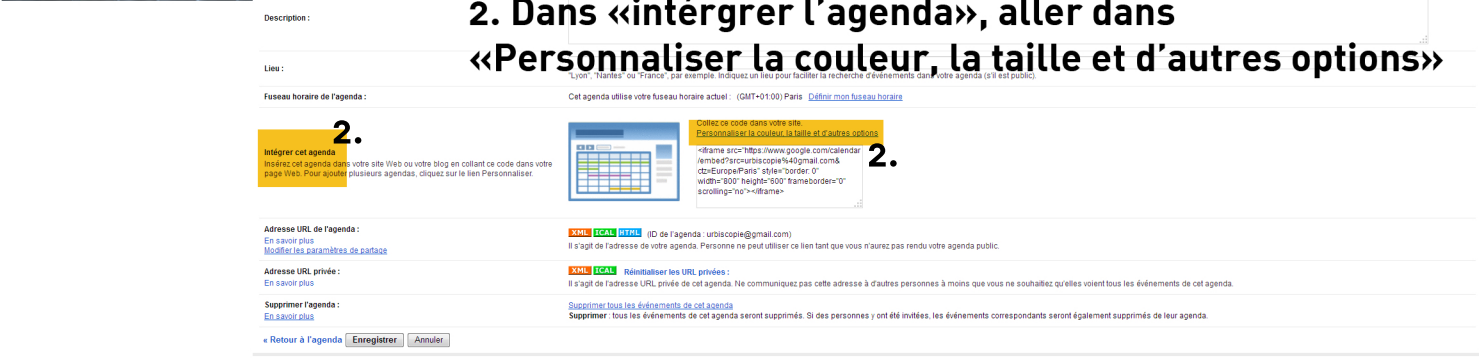 Description :
2. Dans «intérgrer l'agenda», aller dans
«Personnaliser la couleur, la taille et d'autres options»
Lieu :
"Lyon", "Nantes" ou "France", par exemple. Indiquez un lieu pour faciliter la recherche d'événements dans votre agenda (s'il est public).
Fuseau horaire de l'agenda :
Cet agenda utilise votre fuseau horaire actuel : (GMT+01:00) Paris Définir mon fuseau horaire
2.
Intégrer cet agenda
Insérez cet agenda dans votre site Web ou votre blog en collant ce code dans votre
page Web. Pour ajouter plusieurs agendas, cliquez sur le lien Personnaliser.
Collez ce code dans votre site.
Personnaliser la couleur, la taille et d'autres options
2.
<iframe src="https://www.google.com/calendar
/embed?src=urbiscopie%40gmail.com&
ctz=Europe/Paris" style="border: 0"
width="800" height="600" frameborder="0"
scrolling="no"></iframe>
Adresse URL de l'agenda :
En savoir plus
Modifier les paramètres de partage
XML ICAL HTML (ID de l'agenda : urbiscopie@gmail.com)
Il s'agit de l'adresse de votre agenda. Personne ne peut utiliser ce lien tant que vous n'aurez pas rendu votre agenda public.
Adresse URL privée :
En savoir plus
XML ICAL Réinitialiser les URL privées :
Il s'agit de l'adresse URL privée de cet agenda. Ne communiquez pas cette adresse à d'autres personnes à moins que vous ne souhaitiez qu'elles voient tous les événements de cet agenda.
Supprimer l'agenda :
En savoir plus
Supprimer tous les événements de cet agenda
Supprimer : tous les événements de cet agenda seront supprimés. Si des personnes y ont été invitées, les événements correspondants seront également supprimés de leur agenda.
« Retour à l'agenda Enregistrer Annuler